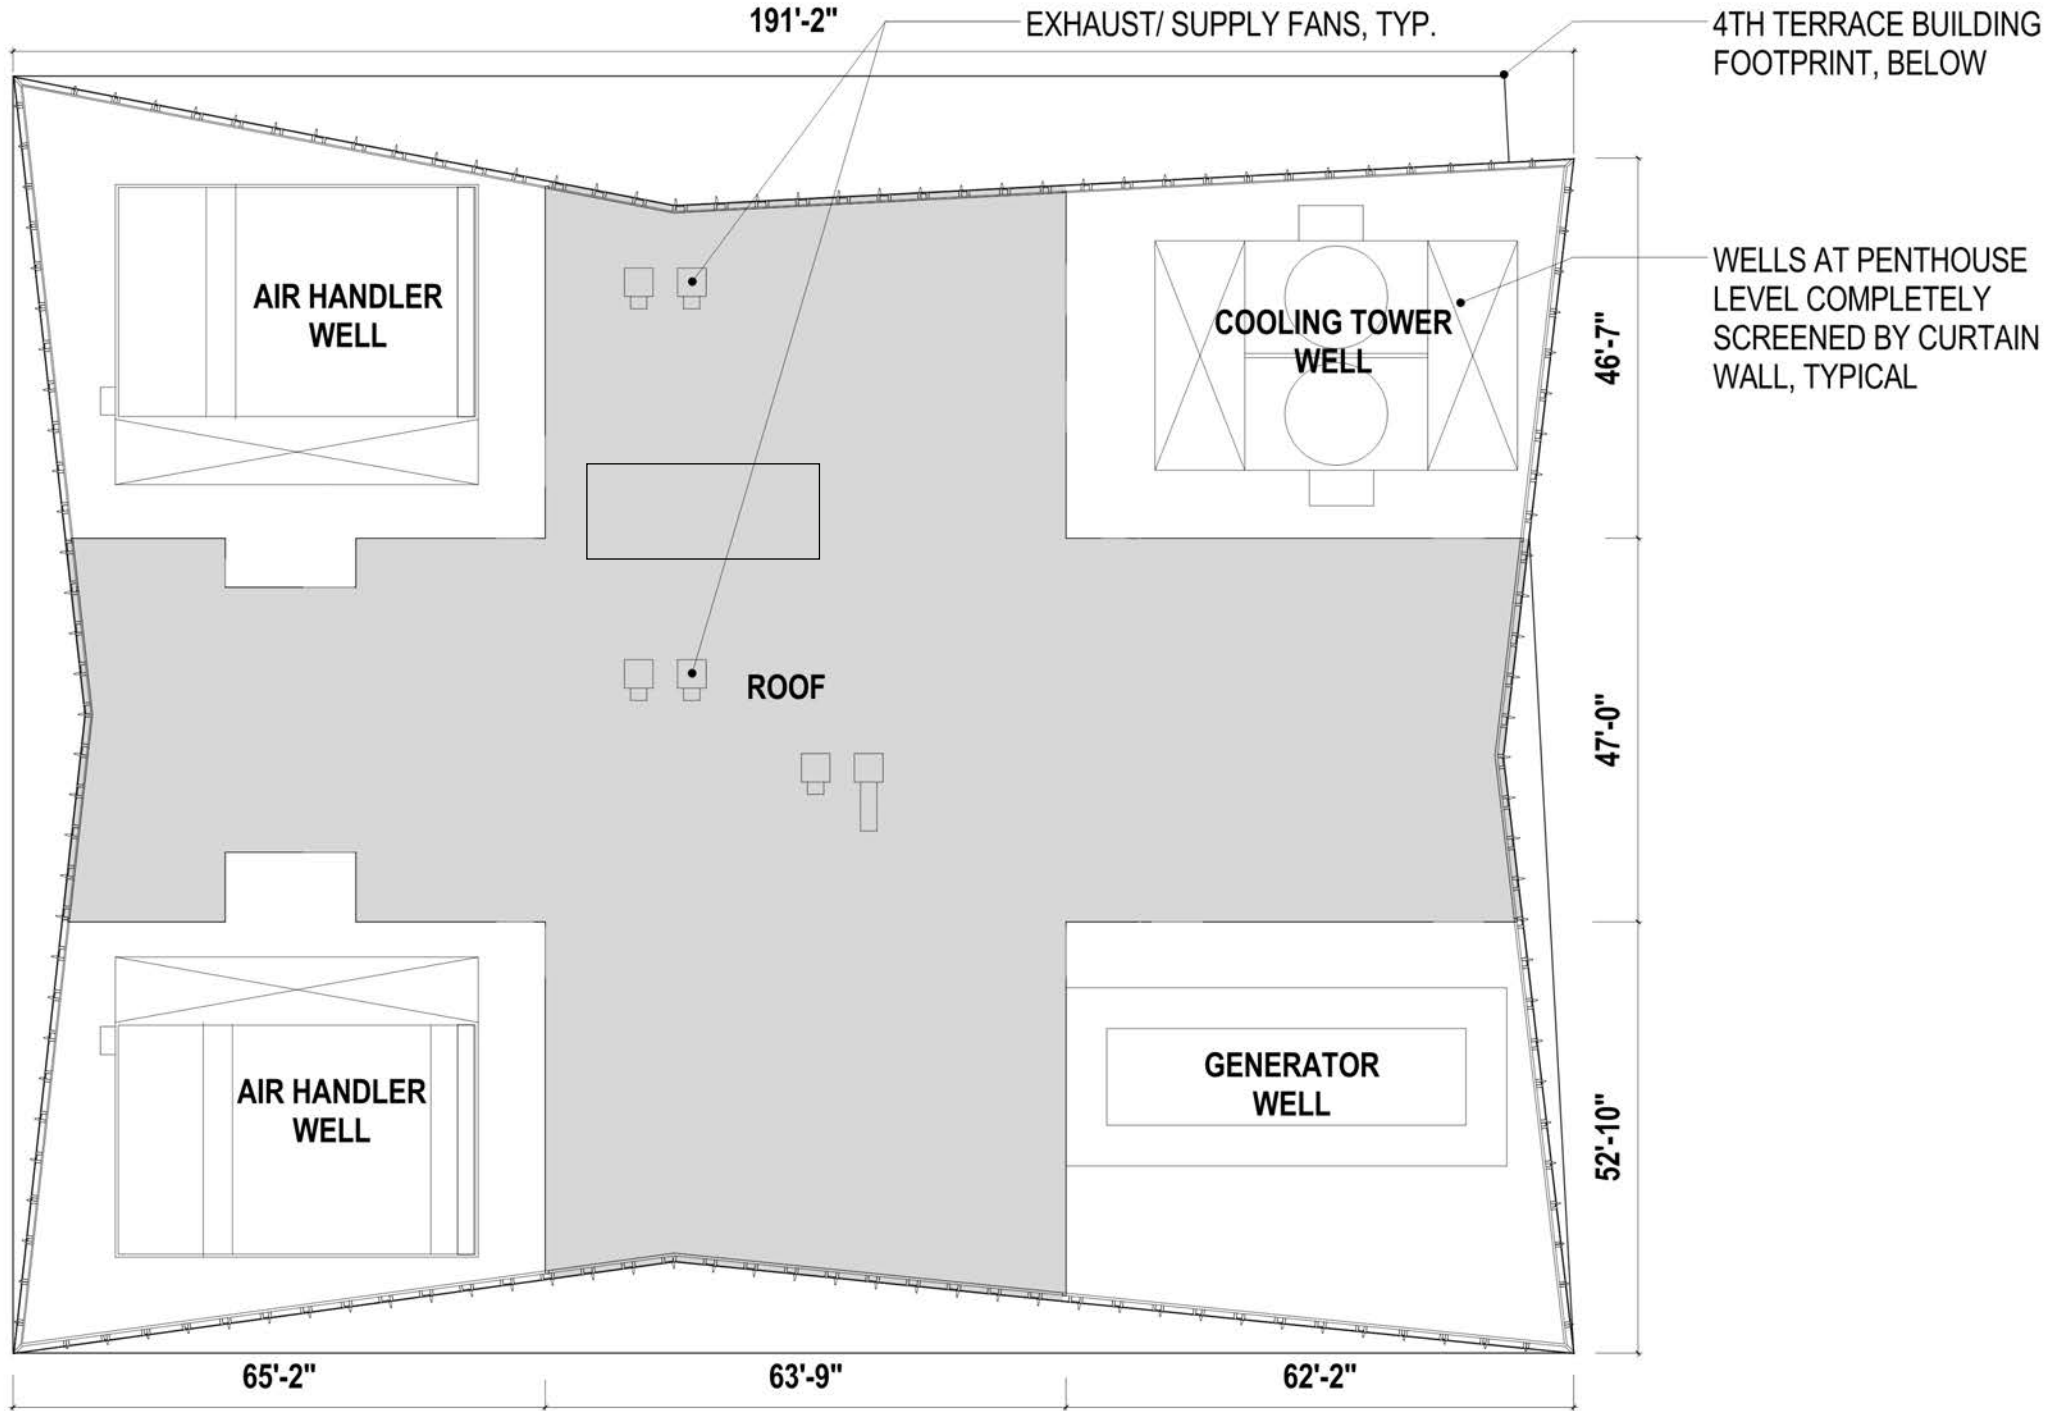 191'-2"
EXHAUST/ SUPPLY FANS, TYP.
4TH TERRACE BUILDING
FOOTPRINT, BELOW
AIR HANDLER
WELL
COOLING TOWER
WELL
WELLS AT PENTHOUSE
LEVEL COMPLETELY
SCREENED BY CURTAIN
WALL, TYPICAL
46'-7"
ROOF
47'-0"
AIR HANDLER
WELL
GENERATOR
WELL
52'-10"
65'-2"
63'-9"
62'-2"